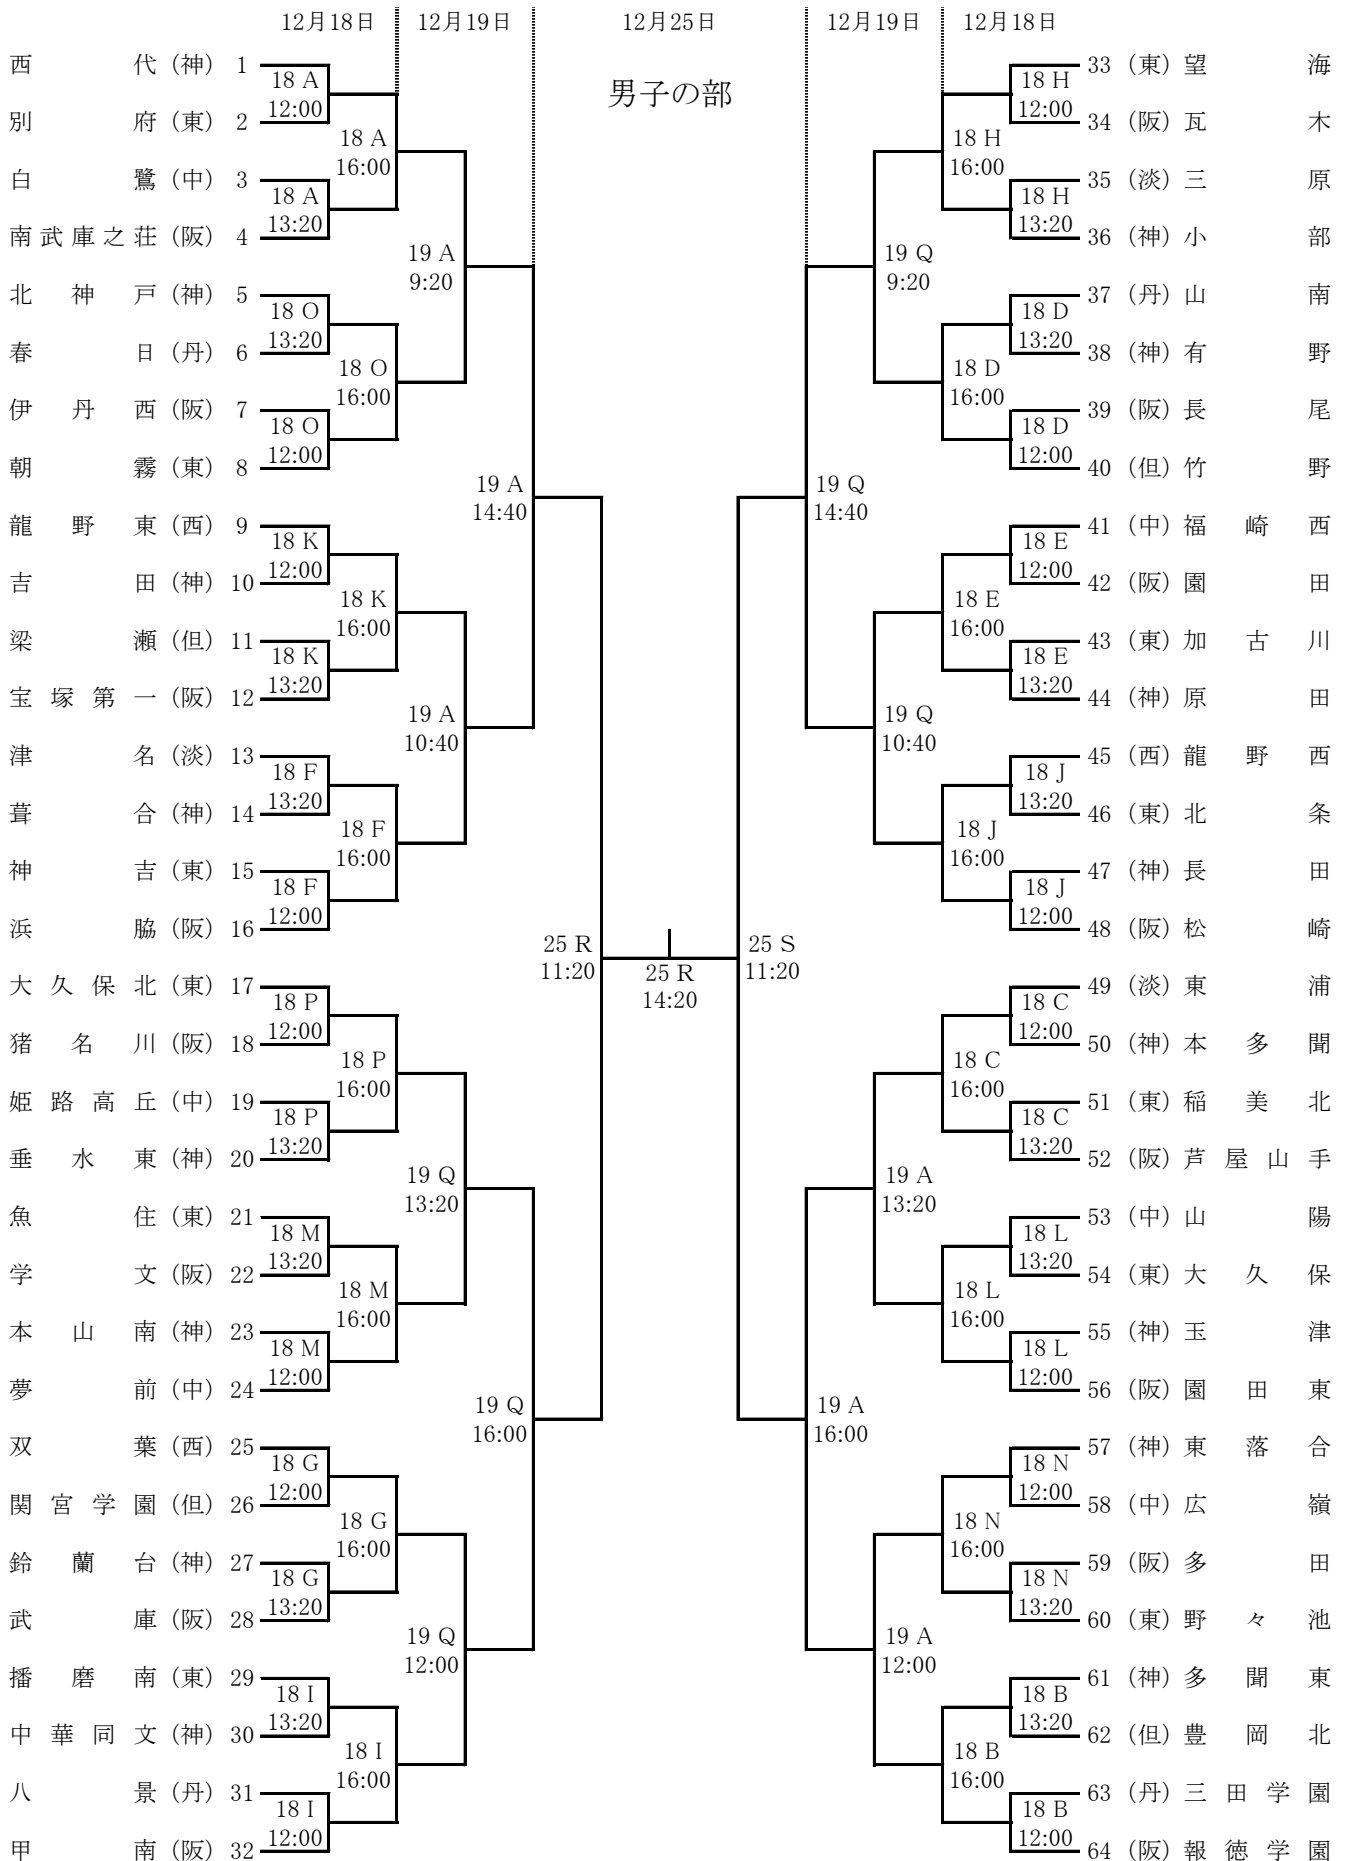 12月18日 12月19日 12月25日 12月19日 12月18日
男子の部
西代（神） 1
18 A
12:00
別府（東） 2
18 A
16:00
白鷺（中） 3
18 A
13:20
南武庫之荘（阪） 4
19 A
9:20
北神戸（神） 5
18 O
13:20
春日（丹） 6
18 O
16:00
伊丹西（阪） 7
18 O
12:00
朝霧（東） 8
19 A
14:40
龍野東（西） 9
18 K
12:00
吉田（神） 10
18 K
16:00
梁瀬（但） 11
18 K
13:20
宝塚第一（阪） 12
19 A
10:40
津名（淡） 13
18 F
13:20
葺合（神） 14
18 F
16:00
神吉（東） 15
18 F
12:00
浜脇（阪） 16
25 R
11:20
大久保北（東） 17
18 P
12:00
猪名川（阪） 18
18 P
16:00
姫路高丘（中） 19
18 P
13:20
垂水東（神） 20
19 Q
13:20
魚住（東） 21
18 M
13:20
学文（阪） 22
18 M
16:00
本山南（神） 23
18 M
12:00
夢前（中） 24
19 Q
16:00
双葉（西） 25
18 G
12:00
関宮学園（但） 26
18 G
16:00
鈴蘭台（神） 27
18 G
13:20
武庫（阪） 28
19 Q
12:00
播磨南（東） 29
18 I
13:20
中華同文（神） 30
18 I
16:00
八景（丹） 31
18 I
12:00
甲南（阪） 32
25 R
14:20
33 （東）望海
18 H
12:00
34 （阪）瓦木
18 H
16:00
35 （淡）三原
18 H
13:20
36 （神）小部
19 Q
9:20
37 （丹）山南
18 D
13:20
38 （神）有野
18 D
16:00
39 （阪）長尾
18 D
12:00
40 （但）竹野
19 Q
14:40
41 （中）福崎西
18 E
12:00
42 （阪）園田
18 E
16:00
43 （東）加古川
18 E
13:20
44 （神）原田
19 Q
10:40
45 （西）龍野西
18 J
13:20
46 （東）北条
18 J
16:00
47 （神）長田
18 J
12:00
48 （阪）松崎
25 S
11:20
49 （淡）東浦
18 C
12:00
50 （神）本多聞
18 C
16:00
51 （東）稲美北
18 C
13:20
52 （阪）芦屋山手
19 A
13:20
53 （中）山陽
18 L
13:20
54 （東）大久保
18 L
16:00
55 （神）玉津
18 L
12:00
56 （阪）園田東
19 A
16:00
57 （神）東落合
18 N
12:00
58 （中）広嶺
18 N
16:00
59 （阪）多田
18 N
13:20
60 （東）野々池
19 A
12:00
61 （神）多聞東
18 B
13:20
62 （但）豊岡北
18 B
16:00
63 （丹）三田学園
18 B
12:00
64 （阪）報徳学園